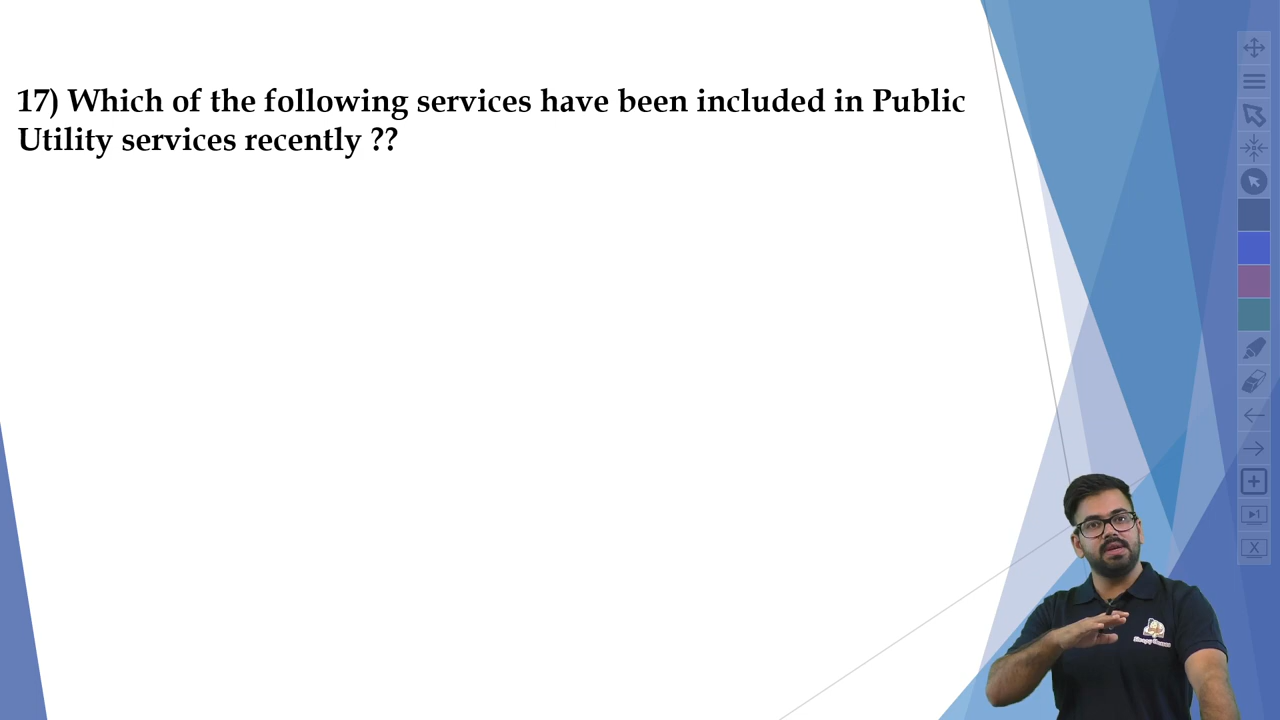 17) Which of the following services have been included in Public
Utility services recently ??